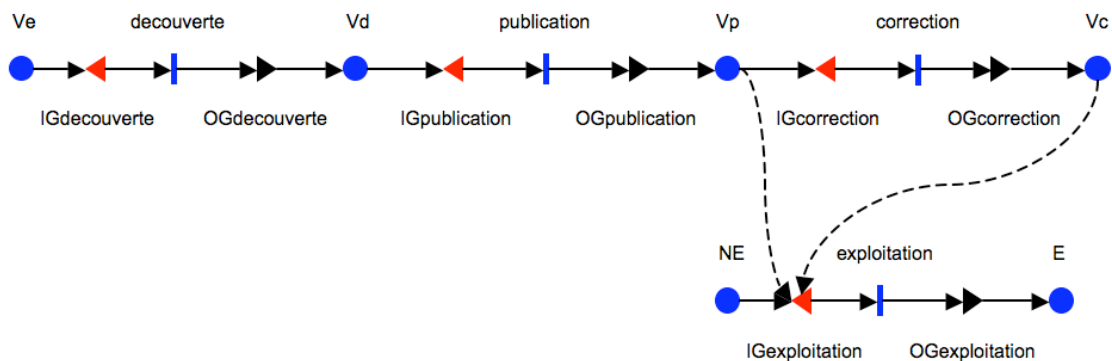 Ve decouverte Vd publication Vp correction Vc
IGdecouverte OGdecouverte IGpublication OGpublication IGcorrection OGcorrection
NE exploitation E
IGexploitation OGexploitation